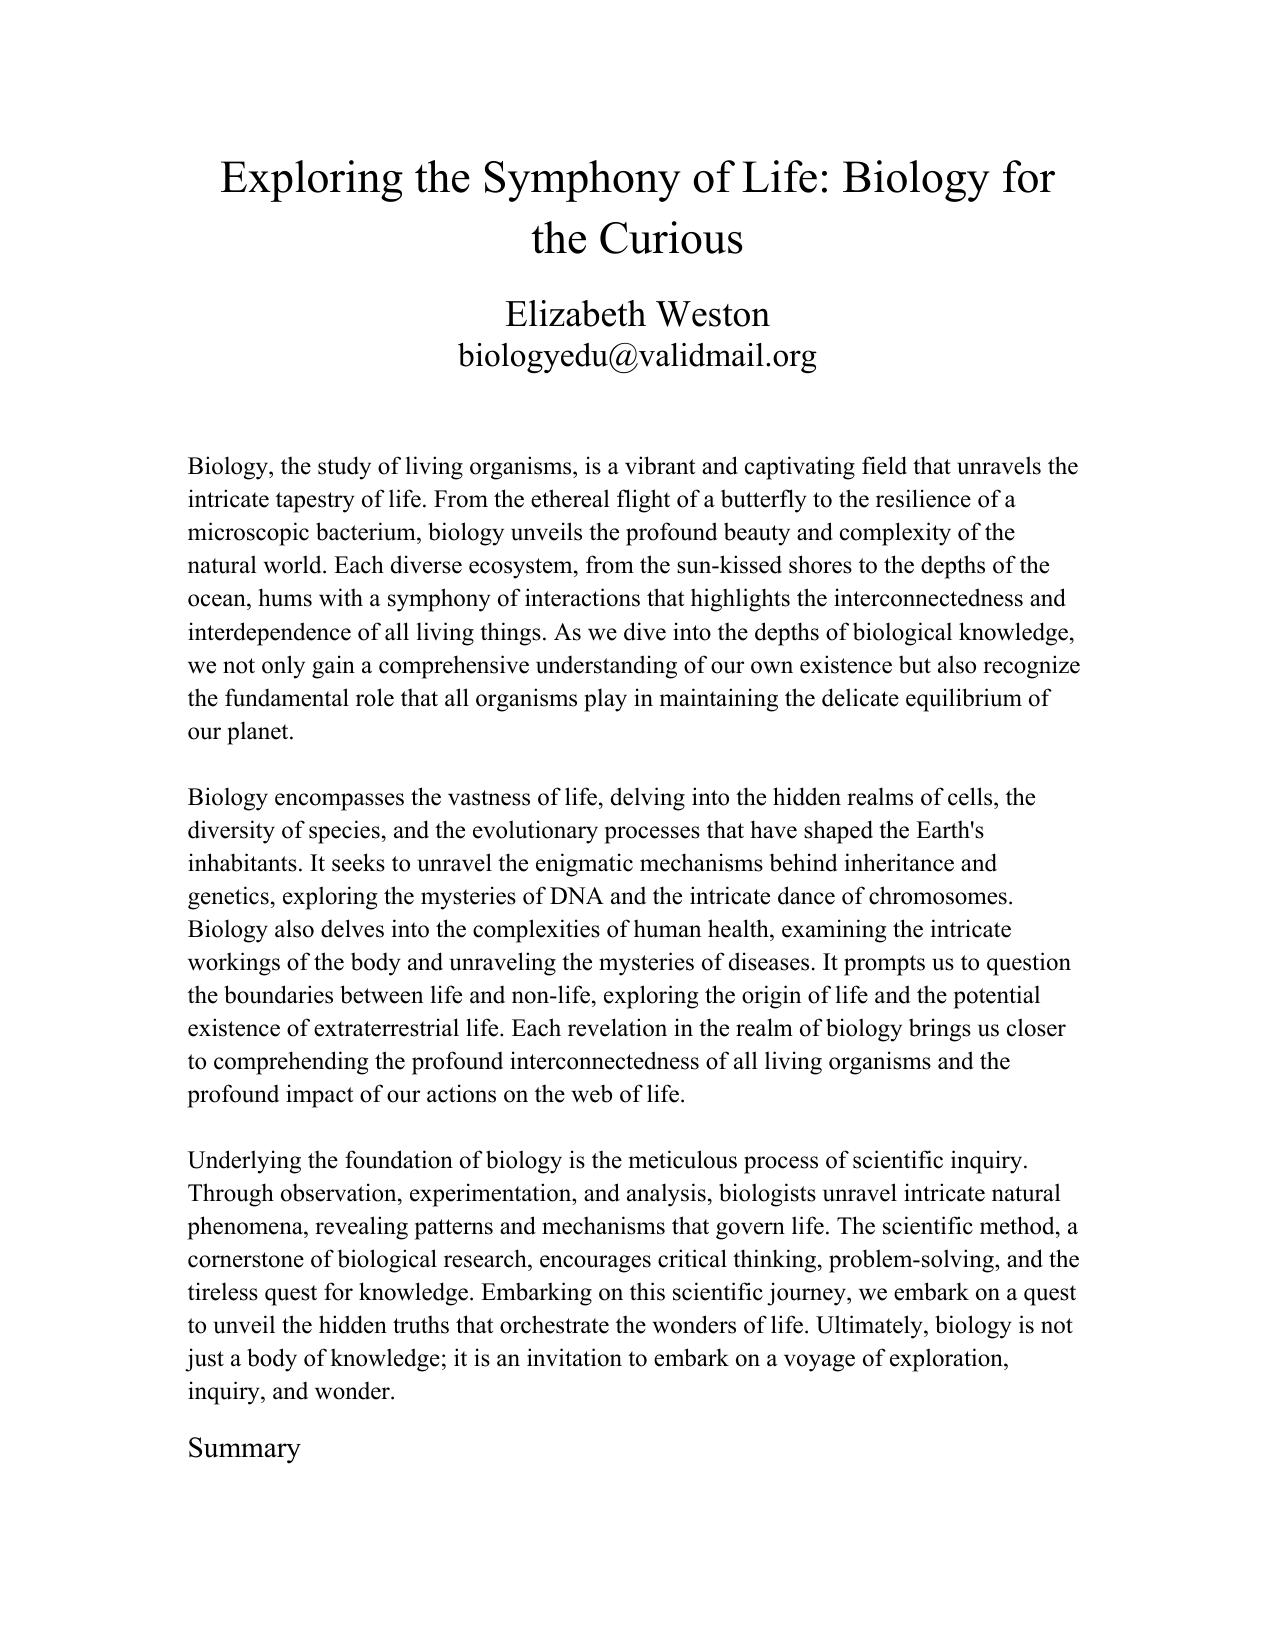 Exploring the Symphony of Life: Biology for
the Curious
Elizabeth Weston
biologyedu@validmail.org
Biology, the study of living organisms, is a vibrant and captivating field that unravels the
intricate tapestry of life. From the ethereal flight of a butterfly to the resilience of a
microscopic bacterium, biology unveils the profound beauty and complexity of the
natural world. Each diverse ecosystem, from the sun-kissed shores to the depths of the
ocean, hums with a symphony of interactions that highlights the interconnectedness and
interdependence of all living things. As we dive into the depths of biological knowledge,
we not only gain a comprehensive understanding of our own existence but also recognize
the fundamental role that all organisms play in maintaining the delicate equilibrium of
our planet.
Biology encompasses the vastness of life, delving into the hidden realms of cells, the
diversity of species, and the evolutionary processes that have shaped the Earth's
inhabitants. It seeks to unravel the enigmatic mechanisms behind inheritance and
genetics, exploring the mysteries of DNA and the intricate dance of chromosomes.
Biology also delves into the complexities of human health, examining the intricate
workings of the body and unraveling the mysteries of diseases. It prompts us to question
the boundaries between life and non-life, exploring the origin of life and the potential
existence of extraterrestrial life. Each revelation in the realm of biology brings us closer
to comprehending the profound interconnectedness of all living organisms and the
profound impact of our actions on the web of life.
Underlying the foundation of biology is the meticulous process of scientific inquiry.
Through observation, experimentation, and analysis, biologists unravel intricate natural
phenomena, revealing patterns and mechanisms that govern life. The scientific method, a
cornerstone of biological research, encourages critical thinking, problem-solving, and the
tireless quest for knowledge. Embarking on this scientific journey, we embark on a quest
to unveil the hidden truths that orchestrate the wonders of life. Ultimately, biology is not
just a body of knowledge; it is an invitation to embark on a voyage of exploration,
inquiry, and wonder.
Summary